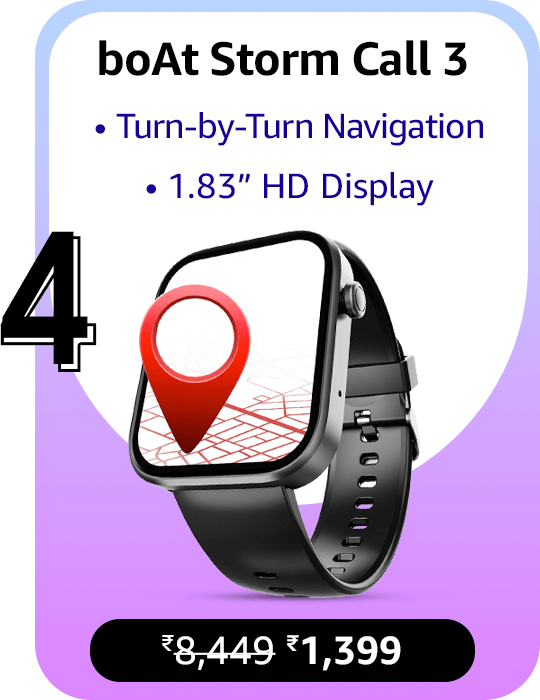 boAt Storm Call 3
• Turn-by-Turn Navigation
• 1.83” HD Display
4
₹8,449 ₹1,399